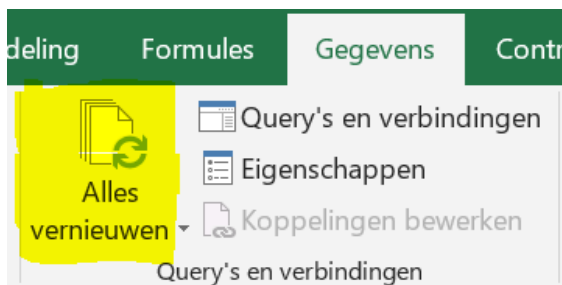 deling Formules Gegevens Contr
Query's en verbindingen
Eigenschappen
Alles
vernieuwen
Koppelingen bewerken
Query's en verbindingen